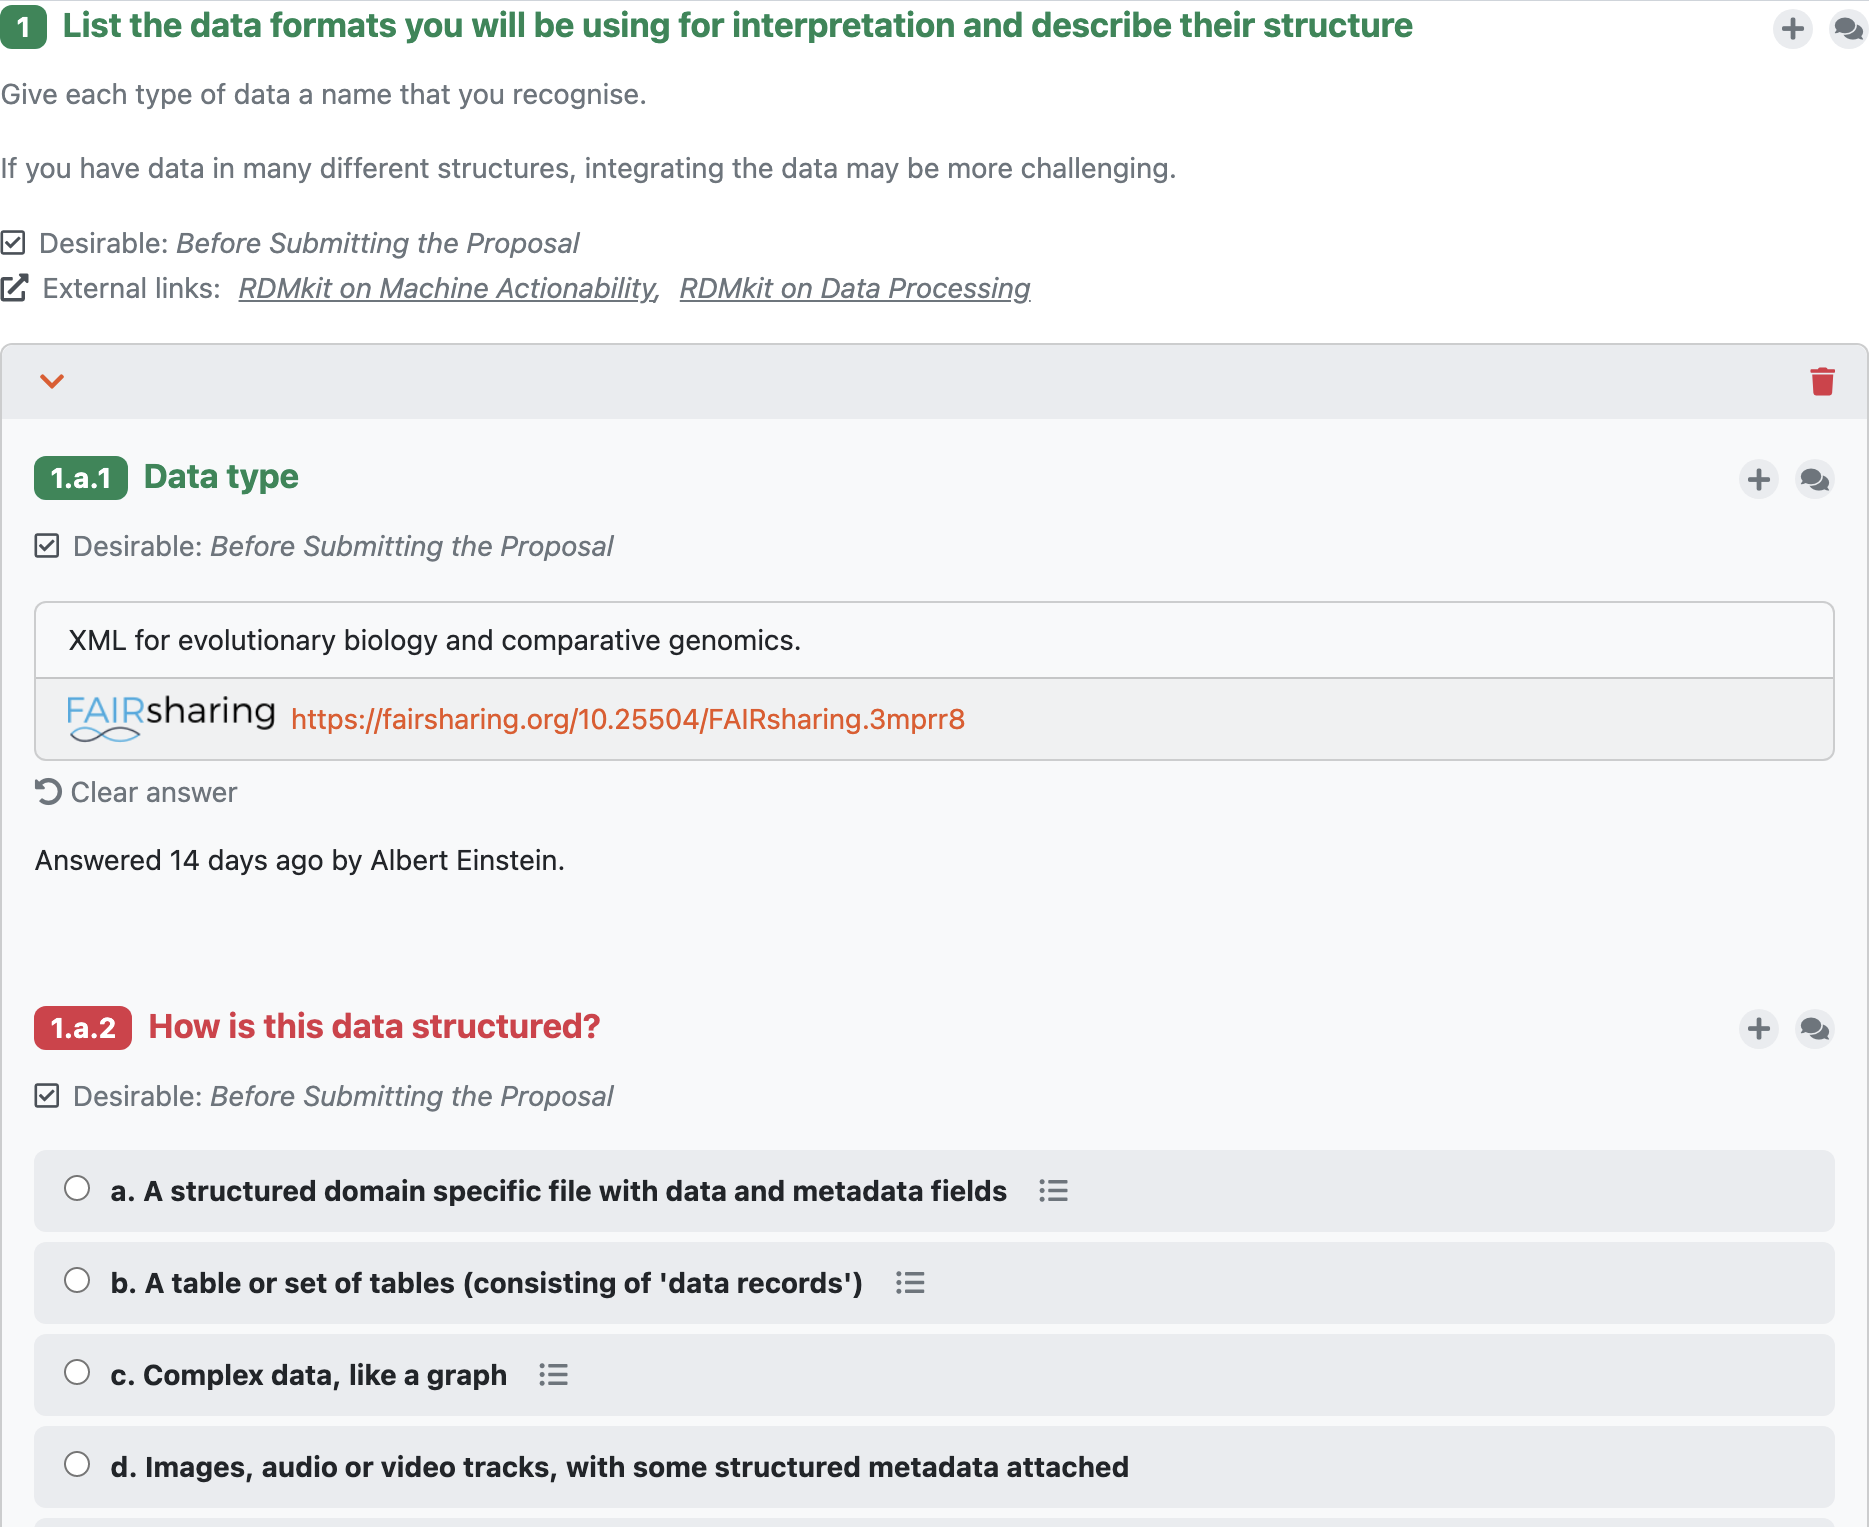 1 List the data formats you will be using for interpretation and describe their structure
Give each type of data a name that you recognise.
If you have data in many different structures, integrating the data may be more challenging.
Desirable: Before Submitting the Proposal
External links: RDMkit on Machine Actionability, RDMkit on Data Processing
1.a.1 Data type
Desirable: Before Submitting the Proposal
XML for evolutionary biology and comparative genomics.
FAIRsharing https://fairsharing.org/10.25504/FAIRsharing.3mprr8
Clear answer
Answered 14 days ago by Albert Einstein.
1.a.2 How is this data structured?
Desirable: Before Submitting the Proposal
a. A structured domain specific file with data and metadata fields
b. A table or set of tables (consisting of 'data records')
c. Complex data, like a graph
d. Images, audio or video tracks, with some structured metadata attached